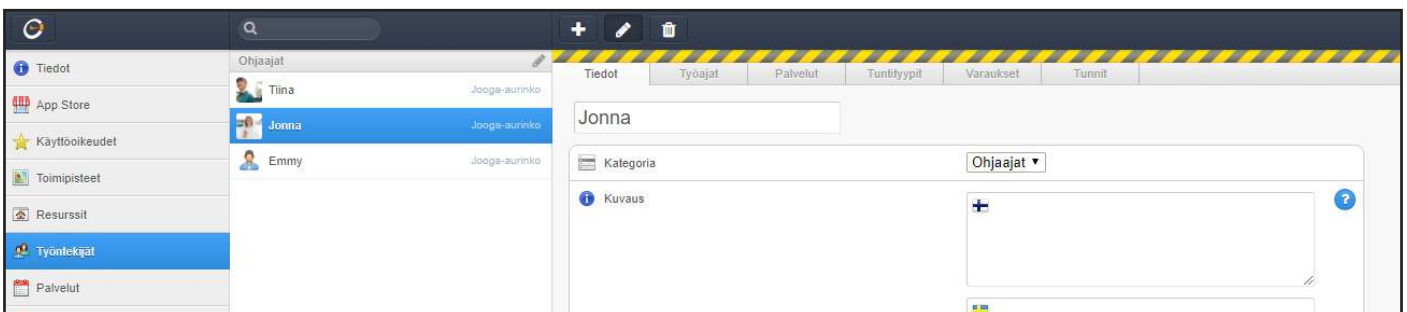 Tiedot
App Store
Käyttöoikeudet
Toimipisteet
Resurssit
Työntekijät
Palvelut
Ohjaajat
Tiina Jooga-aurinko
Jonna Jooga-aurinko
Emmy Jooga-aurinko
Tiedot Työajat Palvelut Tuntityypit Varaukset Tunnit
Jonna
Kategoria Ohjaajat
Kuvaus
?